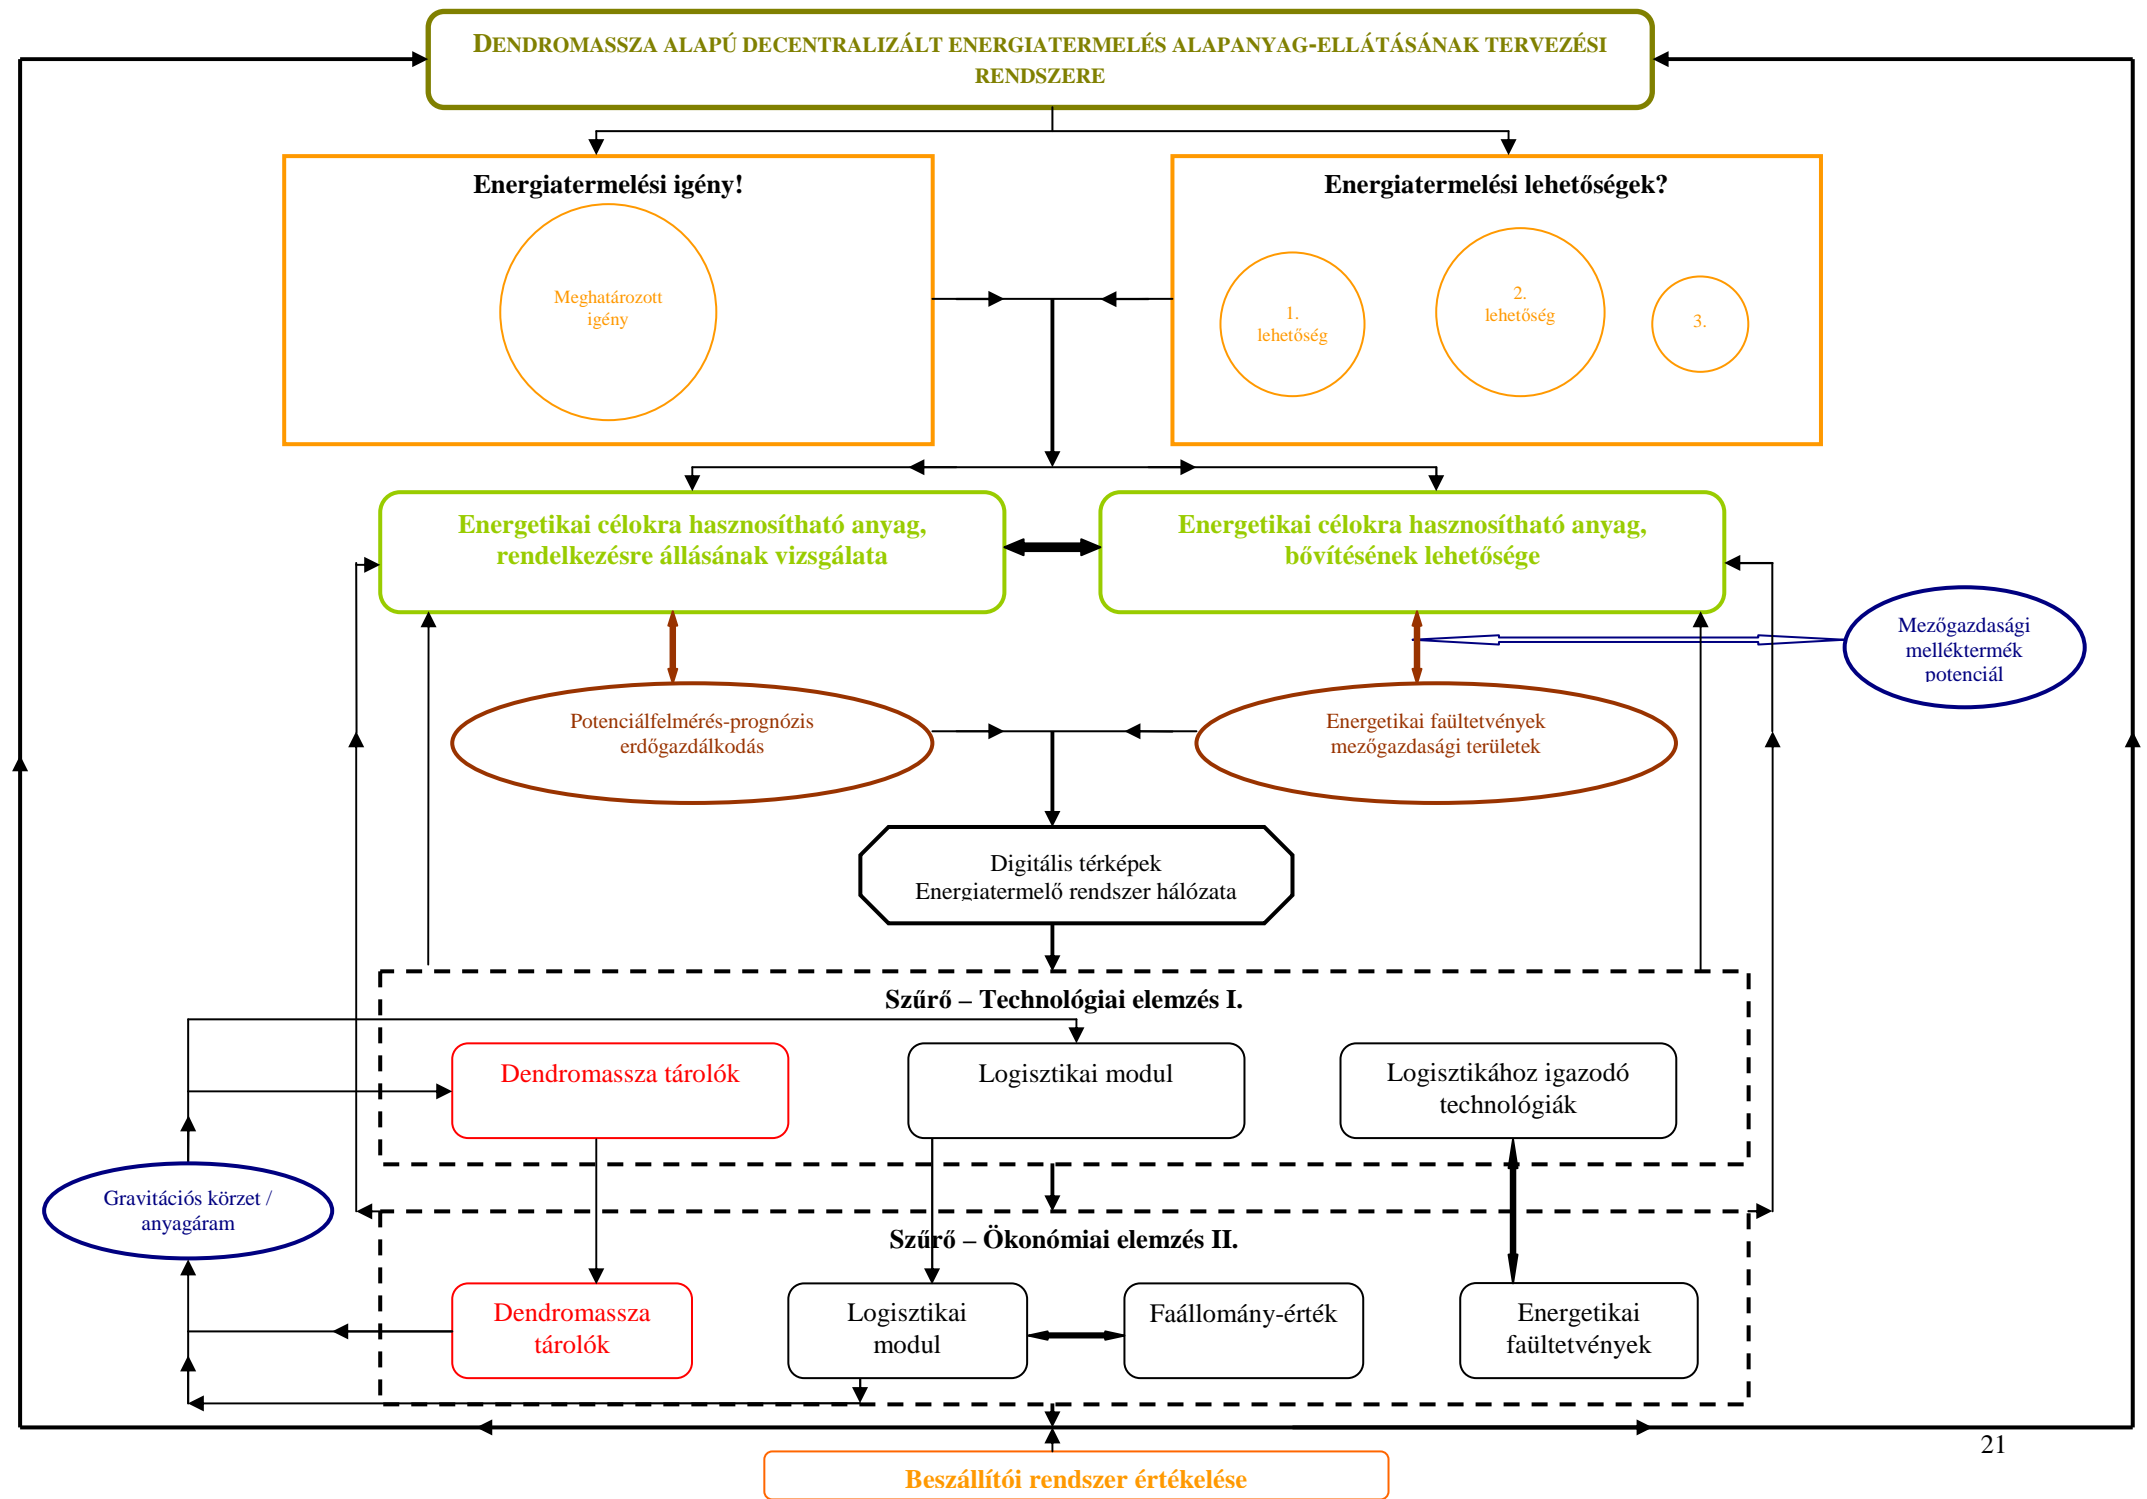 DENDROMASSZA ALAPÚ DECENTRALIZÁLT ENERGIATERMELÉS ALAPANYAG-ELLÁTÁSÁNAK TERVEZÉSI
RENDSZERE
Energiatermelési igény!
Meghatározott
igény
Energiatermelési lehetőségek?
1.
lehetőség
2.
lehetőség
3.
Energetikai célokra hasznosítható anyag,
rendelkezésre állásának vizsgálata
Energetikai célokra hasznosítható anyag,
bővítésének lehetősége
Mezőgazdasági
melléktermék
potenciál
Potenciálfelmérés-prognózis
erdőgazdálkodás
Energetikai faültetvények
mezőgazdasági területek
Digitális térképek
Energiatermelő rendszer hálózata
Szűrő – Technológiai elemzés I.
Dendromassza tárolók
Logisztikai modul
Logisztikához igazodó
technológiák
Gravitációs körzet /
anyagáram
Szűrő – Ökonómiai elemzés II.
Dendromassza
tárolók
Logisztikai
modul
Faállomány-érték
Energetikai
faültetvények
21
Beszállítói rendszer értékelése